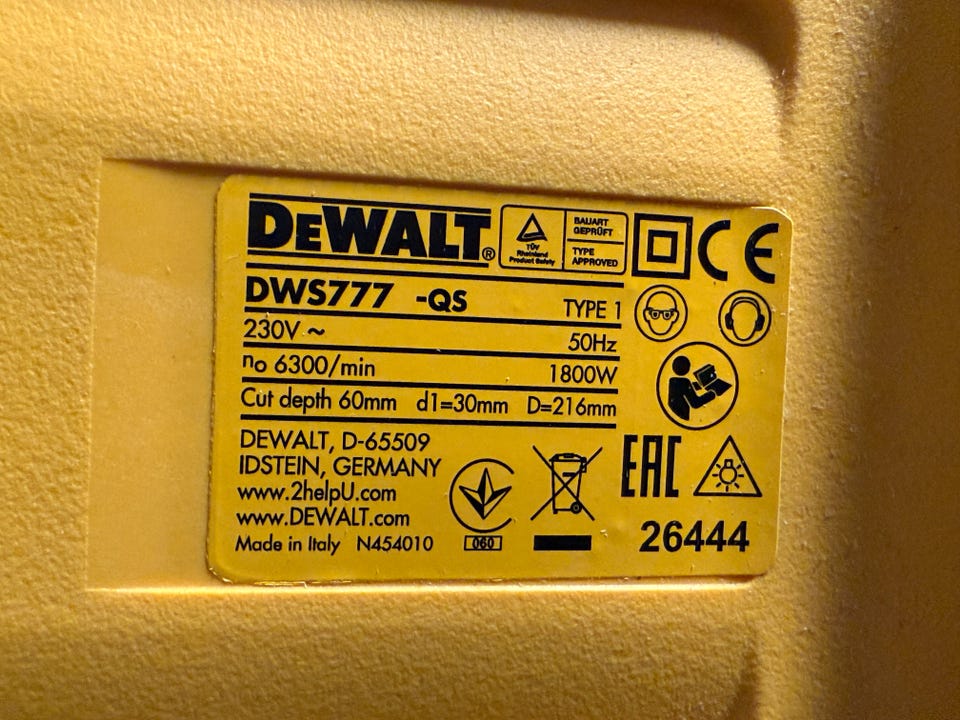 DEWALT®
TÜV
Rheinland
Product Safety
BAUART
GEPRÜFT
TYPE
APPROVED
CE
DWS777 -QS TYPE 1
230V ~ 50Hz
no 6300/min 1800W
Cut depth 60mm d1=30mm D=216mm
DEWALT, D-65509
IDSTEIN, GERMANY
www.2helpU.com
www.DEWALT.com
Made in Italy N454010
060
EAC
26444